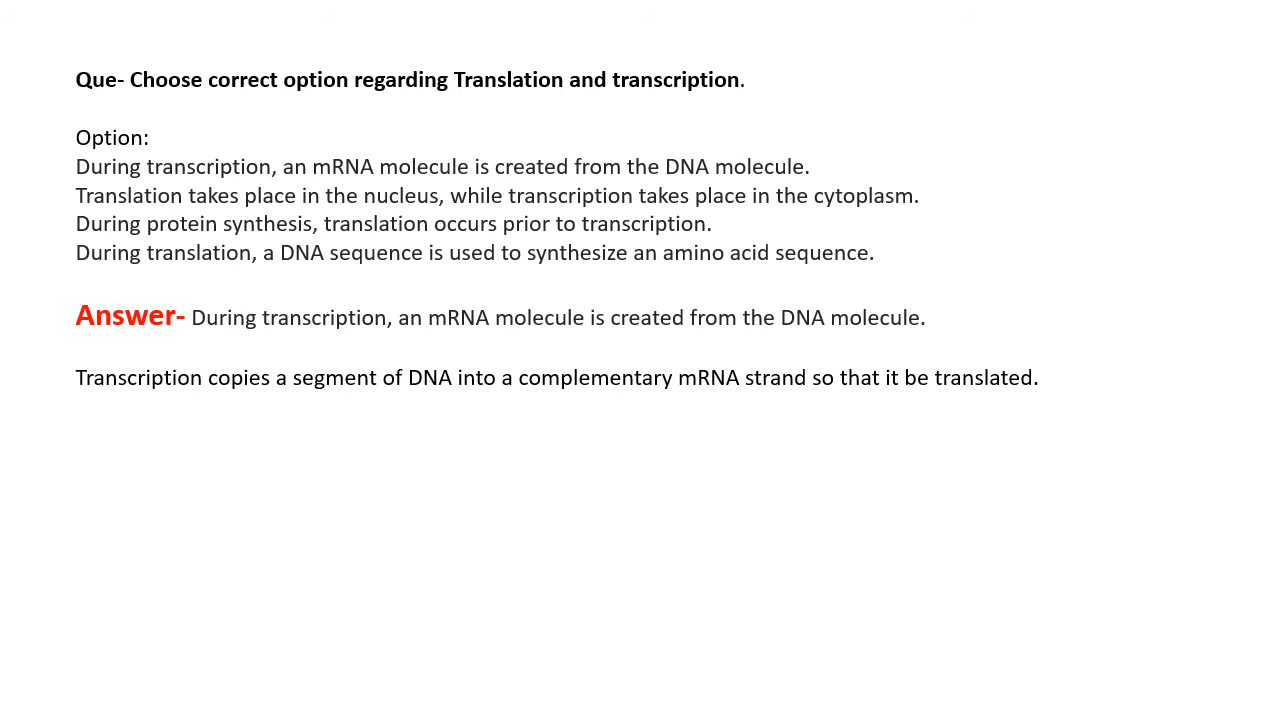 Que- Choose correct option regarding Translation and transcription.
Option:
During transcription, an mRNA molecule is created from the DNA molecule.
Translation takes place in the nucleus, while transcription takes place in the cytoplasm.
During protein synthesis, translation occurs prior to transcription.
During translation, a DNA sequence is used to synthesize an amino acid sequence.
Answer- During transcription, an mRNA molecule is created from the DNA molecule.
Transcription copies a segment of DNA into a complementary mRNA strand so that it be translated.